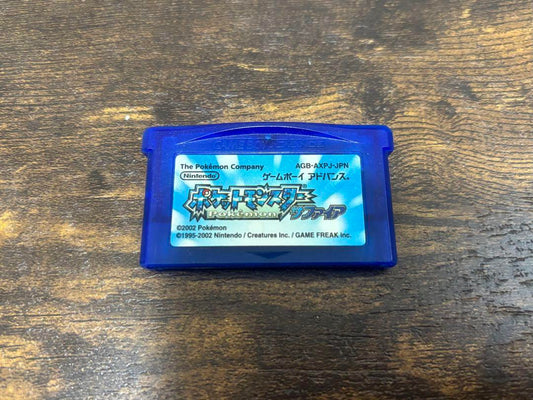 The Pokémon Company AGB-AXPJ-JPN
Nintendo ゲームボーイ アドバンス
ポケットモンスター
Pokémon サファイア
©2002 Pokémon
©1995-2002 Nintendo / Creatures Inc. / GAME FREAK Inc.